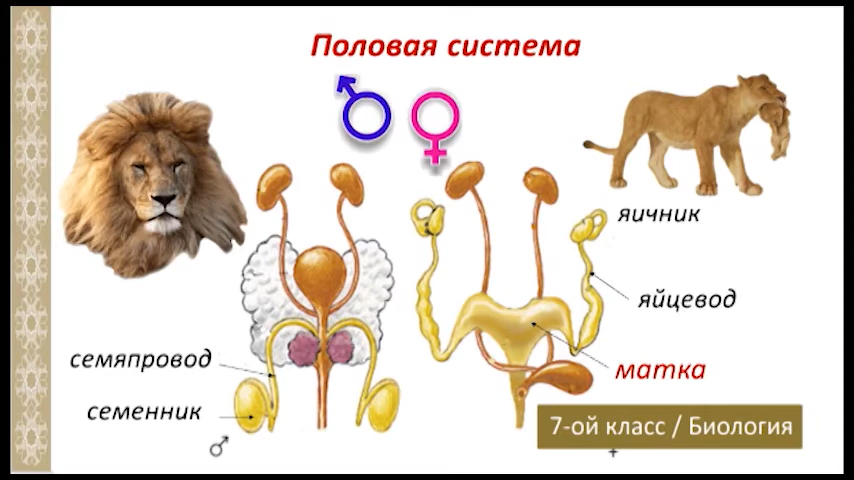 Половая система
яичник
яйцевод
семяпровод
матка
семенник
7-ой класс / Биология